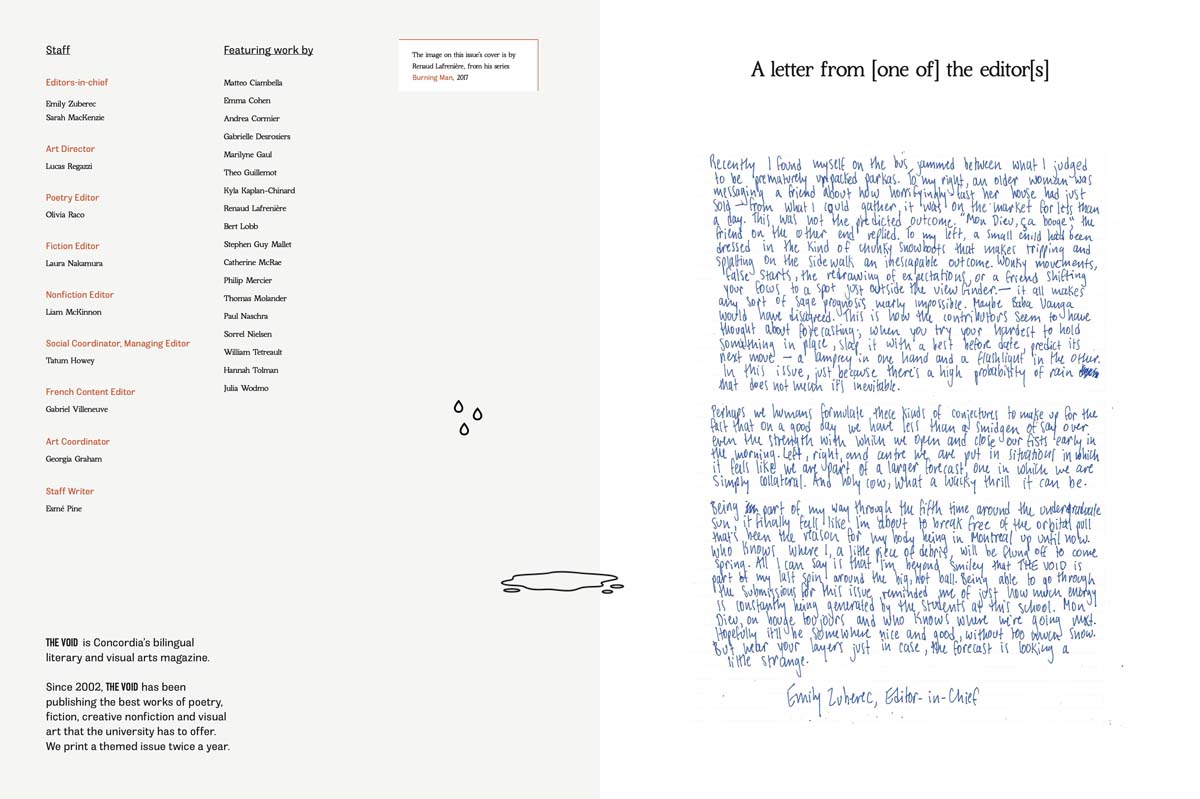 Staff
Editors-in-chief
Emily Zuberec
Sarah MacKenzie
Art Director
Lucas Regazzi
Poetry Editor
Olivia Raco
Fiction Editor
Laura Nakamura
Nonfiction Editor
Liam McKinnon
Social Coordinator, Managing Editor
Tatum Howey
French Content Editor
Gabriel Villeneuve
Art Coordinator
Georgia Graham
Staff Writer
Esmé Pine
THE VOID is Concordia's bilingual
literary and visual arts magazine.
Since 2002, THE VOID has been
publishing the best works of poetry,
fiction, creative nonfiction and visual
art that the university has to offer.
We print a themed issue twice a year.
Featuring work by
Matteo Ciambella
Emma Cohen
Andrea Cormier
Gabrielle Desrosiers
Marilyne Gaul
Theo Guillemot
Kyla Kaplan-Chinard
Renaud Lafrenière
Bert Lobb
Stephen Guy Mallet
Catherine McRae
Philip Mercier
Thomas Molander
Paul Naschra
Sorrel Nielsen
William Tetreault
Hannah Tolman
Julia Wodmo
The image on this issue's cover is by
Renaud Lafrenière, from his series
Burning Man, 2017
A letter from [one of] the editor[s]
Recently I found myself on the bus, jammed between what I judged
to be prematurely unpacked parkas. To my right, an older woman was
messaging a friend about how horrifyingly fast her house had just
sold — from what I could gather, it was on the market for less than
a day. This was not the predicted outcome. "Mon Dieu, ça bouge", the
friend on the other end replied. To my left, a small child had been
dressed in the kind of chunky snowboots that makes tripping and
splatting on the sidewalk an inescapable outcome. Wonky movements,
false starts, the redrawing of expectations, or a friend shifting
your focus to a spot just outside the viewfinder — it all makes
any sort of sage prognosis nearly impossible. Maybe Baba Vanga
would have disagreed. This is how the contributors seem to have
thought about forecasting; when you try your hardest to hold
something in place, slap it with a best before date, predict its
next move — a lamprey in one hand and a flashlight in the other.
In this issue, just because there's a high probability of rain
that does not much it's inevitable.
Perhaps we humans formulate these kinds of conjectures to make up for the
fact that on a good day we have less than a smidgen of say over
even the strength with which we open and close our fists early in
the morning. Left, right, and centre we are put in situations in which
it feels like we are part of a larger forecast, one in which we are
simply collateral. And holy cow, what a wacky thrill it can be.
Being part of my way through the fifth time around the undergraduate
sun, it finally feels like I'm about to break free of the orbital pull
that's been the reason for my body being in Montreal up until now.
Who knows where I, a little piece of debris, will be flung off to come
spring. All I can say is that I'm beyond smiley that THE VOID is
part of my last spin around the big, hot ball. Being able to go through
the submissions for this issue reminded me of just how much energy
is constantly being generated by the students at this school. Mon
Dieu, on bouge toujours and who knows where we're going next.
Hopefully it'll be somewhere nice and good, without too much snow.
But wear your layers just in case, the forecast is looking a
little strange.
Emily Zuberec, Editor-in-Chief